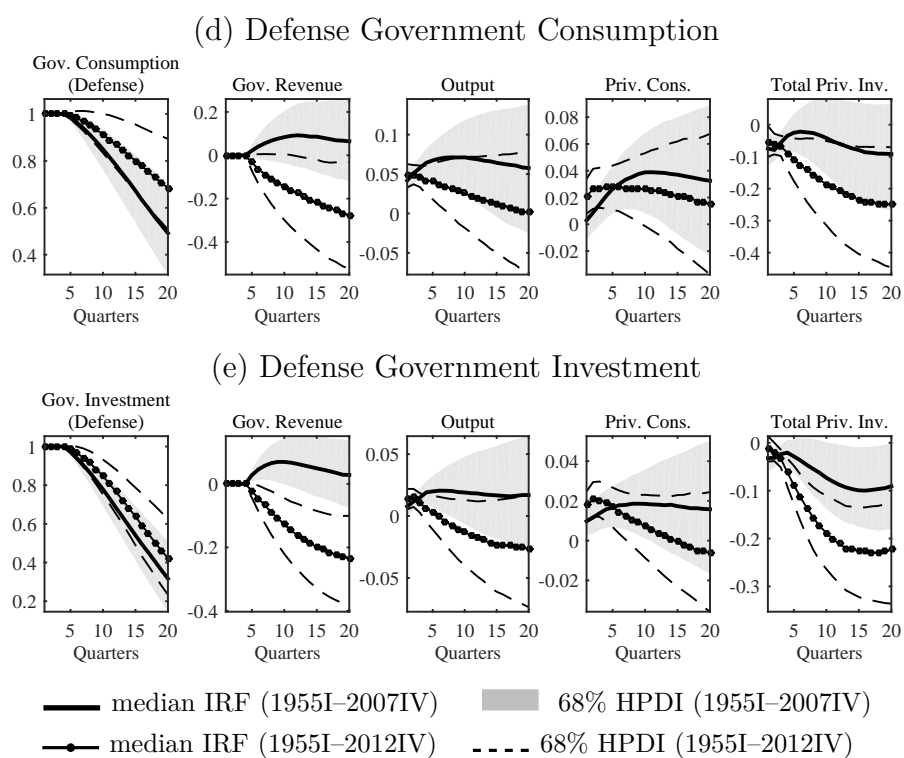 (d) Defense Government Consumption
Gov. Consumption
(Defense)
Gov. Revenue
Output
Priv. Cons.
Total Priv. Inv.
1
0.8
0.6
0.4
0.2
0
-0.2
-0.4
0.1
0.05
0
-0.05
0.08
0.06
0.04
0.02
0
-0.02
0
-0.1
-0.2
-0.3
-0.4
5 10 15 20
5 10 15 20
5 10 15 20
5 10 15 20
5 10 15 20
Quarters
Quarters
Quarters
Quarters
Quarters
(e) Defense Government Investment
Gov. Investment
(Defense)
Gov. Revenue
Output
Priv. Cons.
Total Priv. Inv.
1
0.8
0.6
0.4
0.2
0
-0.2
-0.4
0.05
0
-0.05
0.04
0.02
0
-0.02
0
-0.1
-0.2
-0.3
5 10 15 20
5 10 15 20
5 10 15 20
5 10 15 20
5 10 15 20
Quarters
Quarters
Quarters
Quarters
Quarters
median IRF (1955I–2007IV)
68% HPDI (1955I–2007IV)
median IRF (1955I–2012IV)
68% HPDI (1955I–2012IV)